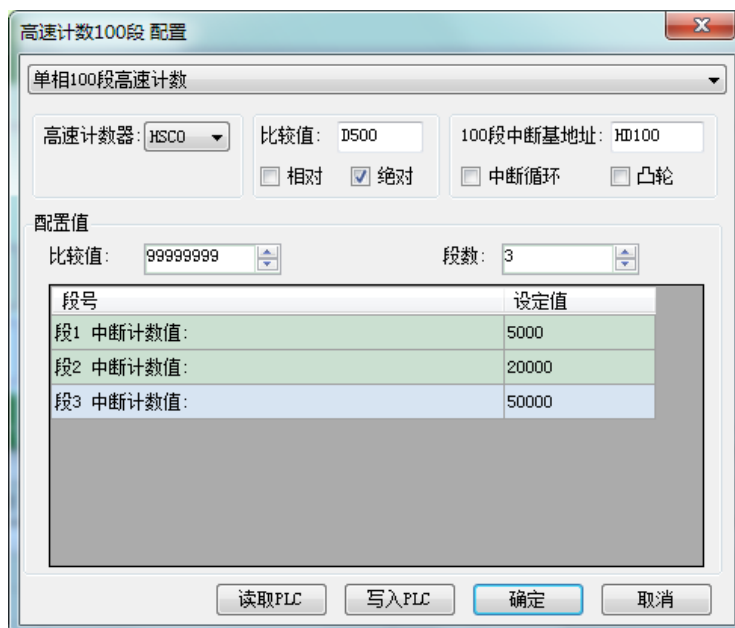 高速计数100段 配置
单相100段高速计数
高速计数器: HSC0 比较值: D500 100段中断基地址: HD100
相对 绝对 中断循环 凸轮
配置值
比较值: 99999999 段数: 3
段号 设定值
段1 中断计数值: 5000
段2 中断计数值: 20000
段3 中断计数值: 50000
读取PLC 写入PLC 确定 取消